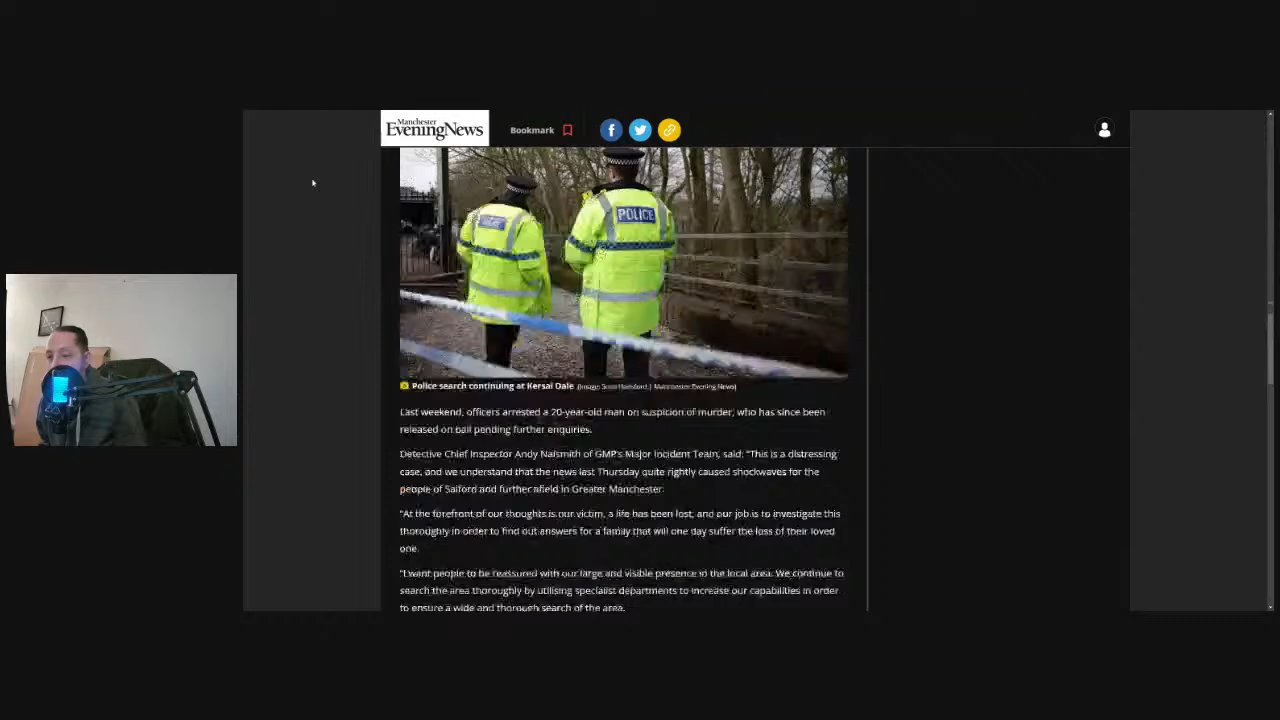 Manchester
Evening News
Bookmark
POLICE
POLICE
Police search continuing at Kersal Dale (Image: Sean Hansford | Manchester Evening News)
Last weekend, officers arrested a 20-year-old man on suspicion of murder, who has since been
released on bail pending further enquiries.
Detective Chief Inspector Andy Naismith of GMP's Major Incident Team, said: "This is a distressing
case, and we understand that the news last Thursday quite rightly caused shockwaves for the
people of Salford and further afield in Greater Manchester.
"At the forefront of our thoughts is our victim, a life has been lost, and our job is to investigate this
thoroughly in order to find out answers for a family that will one day suffer the loss of their loved
one.
"I want people to be reassured with our large and visible presence in the local area. We continue to
search the area thoroughly by utilising specialist departments to increase our capabilities in order
to ensure a wide and thorough search of the area.